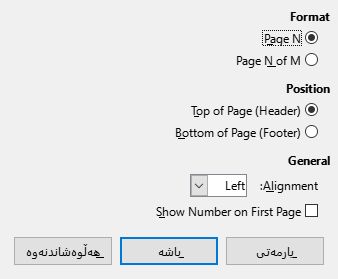 Format
Page N
Page N of M
Position
Top of Page (Header)
Bottom of Page (Footer)
General
Alignment: Left
Show Number on First Page
یارمەتی باشە هەڵوەشاندنەوە